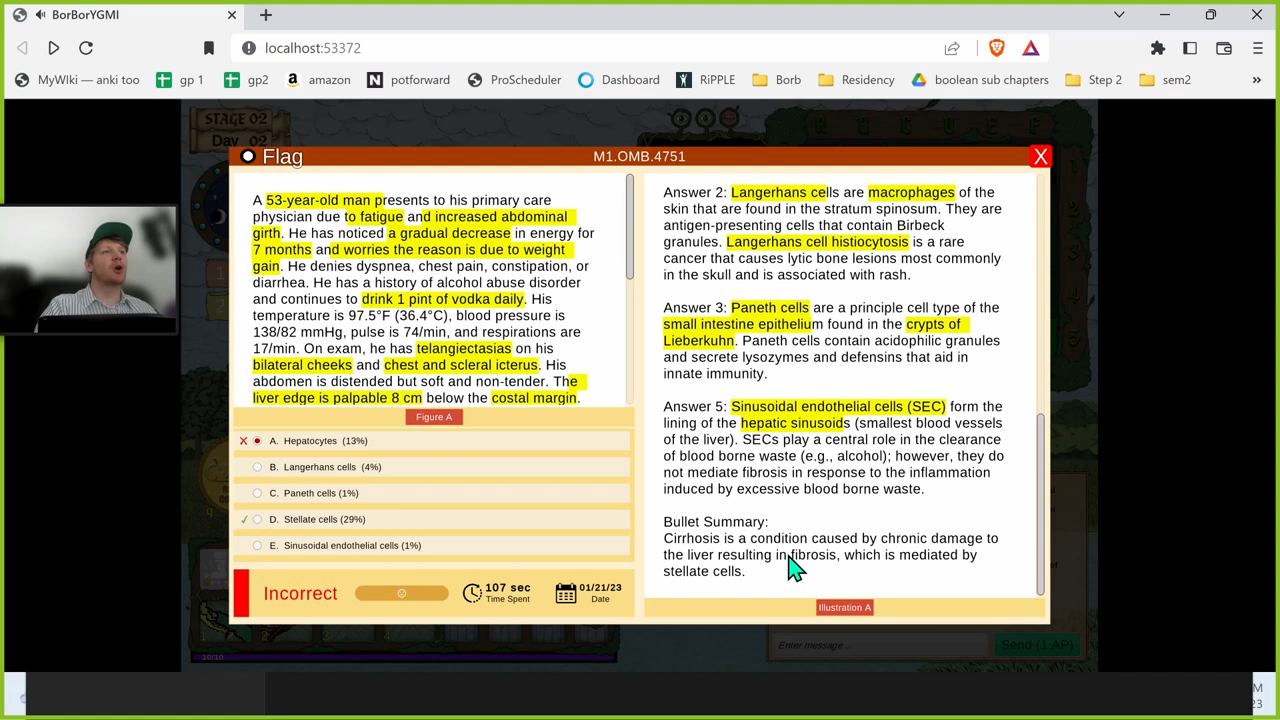 BorBorYGMI
localhost:53372
MyWIki — anki too
gp 1
gp2
amazon
potforward
ProScheduler
Dashboard
RiPPLE
Borb
Residency
boolean sub chapters
Step 2
sem2
»
STAGE 02
Day 02
Flag
M1.OMB.4751
X
A 53-year-old man presents to his primary care
physician due to fatigue and increased abdominal
girth. He has noticed a gradual decrease in energy for
7 months and worries the reason is due to weight
gain. He denies dyspnea, chest pain, constipation, or
diarrhea. He has a history of alcohol abuse disorder
and continues to drink 1 pint of vodka daily. His
temperature is 97.5°F (36.4°C), blood pressure is
138/82 mmHg, pulse is 74/min, and respirations are
17/min. On exam, he has telangiectasias on his
bilateral cheeks and chest and scleral icterus. His
abdomen is distended but soft and non-tender. The
liver edge is palpable 8 cm below the costal margin.
Figure A
A. Hepatocytes (13%)
B. Langerhans cells (4%)
C. Paneth cells (1%)
D. Stellate cells (29%)
E. Sinusoidal endothelial cells (1%)
Incorrect
107 sec
Time Spent
01/21/23
Date
Answer 2: Langerhans cells are macrophages of the
skin that are found in the stratum spinosum. They are
antigen-presenting cells that contain Birbeck
granules. Langerhans cell histiocytosis is a rare
cancer that causes lytic bone lesions most commonly
in the skull and is associated with rash.
Answer 3: Paneth cells are a principle cell type of the
small intestine epithelium found in the crypts of
Lieberkuhn. Paneth cells contain acidophilic granules
and secrete lysozymes and defensins that aid in
innate immunity.
Answer 5: Sinusoidal endothelial cells (SEC) form the
lining of the hepatic sinusoids (smallest blood vessels
of the liver). SECs play a central role in the clearance
of blood borne waste (e.g., alcohol); however, they do
not mediate fibrosis in response to the inflammation
induced by excessive blood borne waste.
Bullet Summary:
Cirrhosis is a condition caused by chronic damage to
the liver resulting in fibrosis, which is mediated by
stellate cells.
Illustration A
10/10
Enter message...
Send (1 AP)
M
23